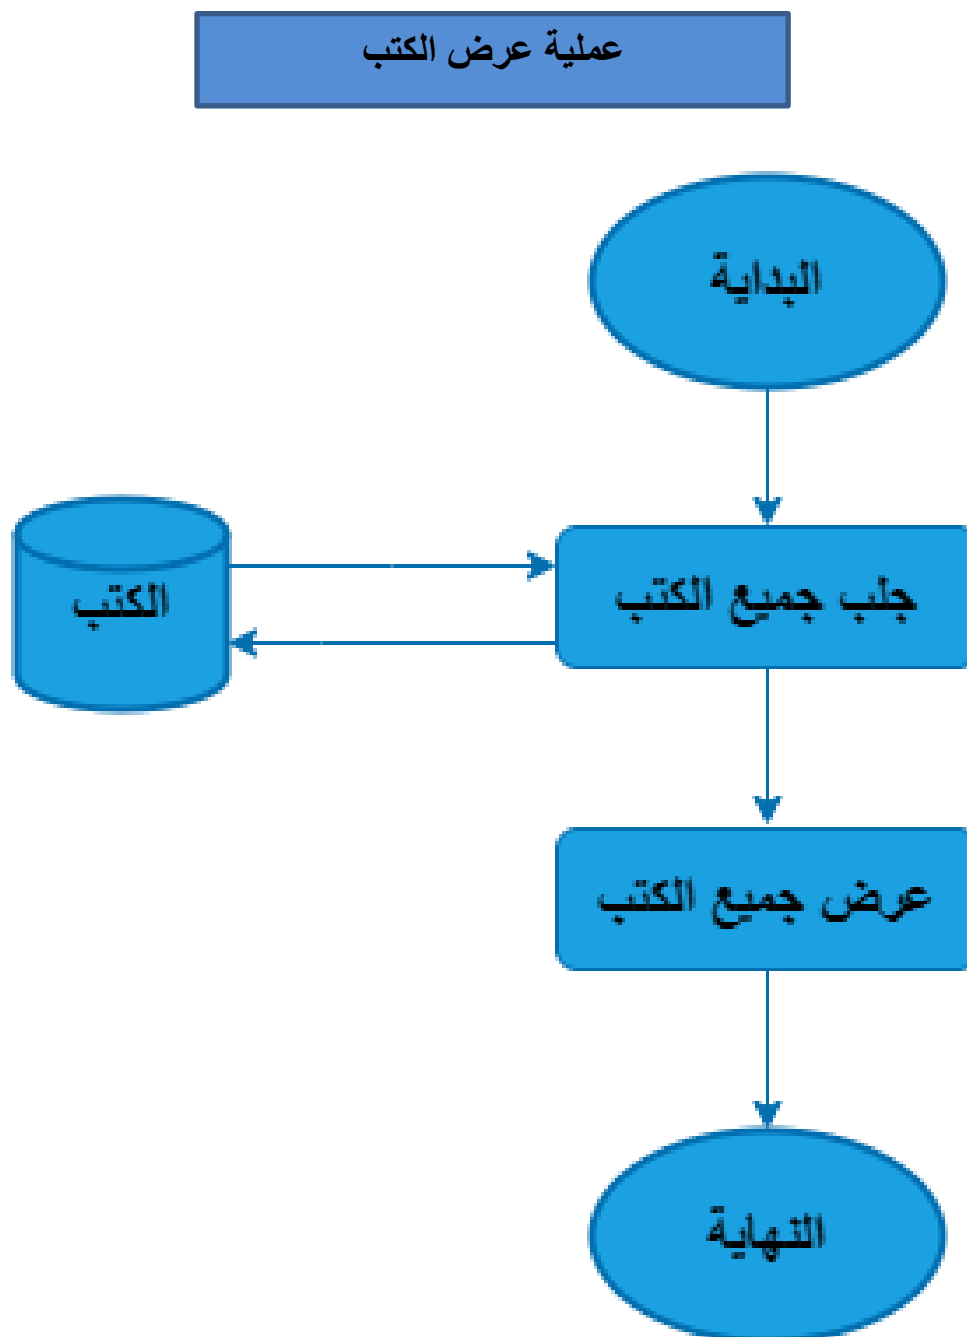 عملية عرض الكتب
البداية
جلب جميع الكتب
الكتب
عرض جميع الكتب
النهاية